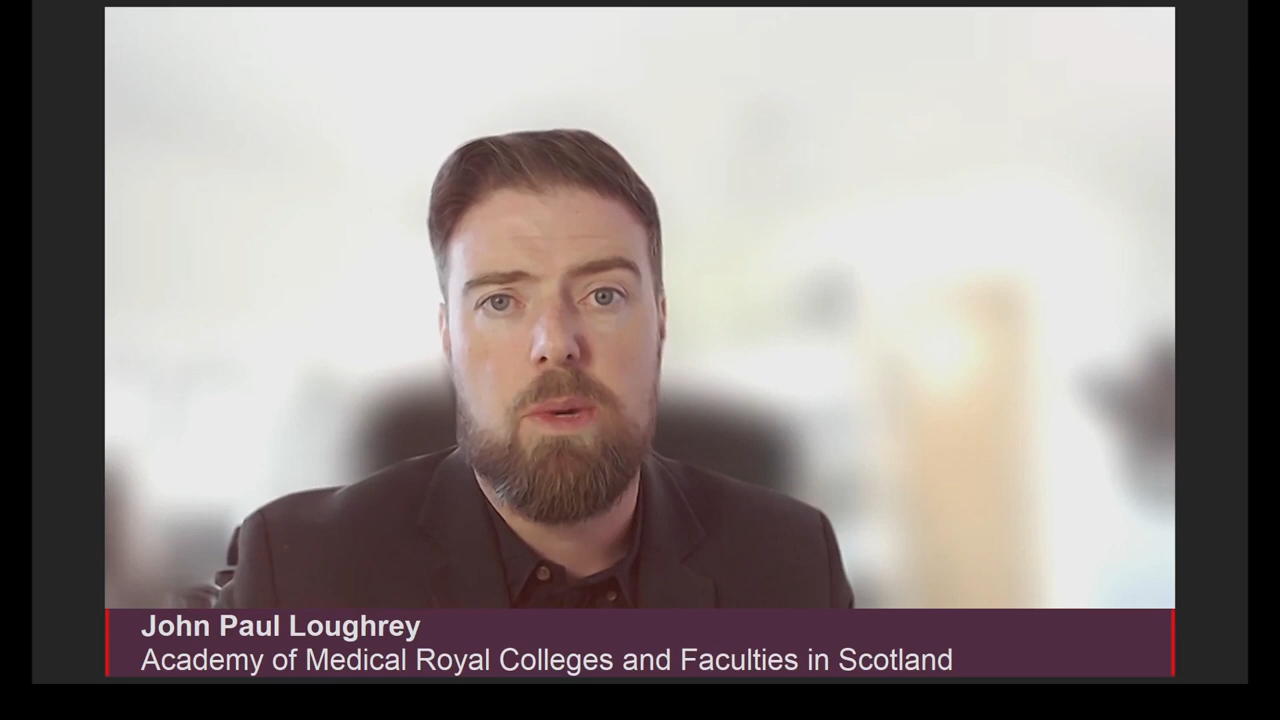 John Paul Loughrey
Academy of Medical Royal Colleges and Faculties in Scotland